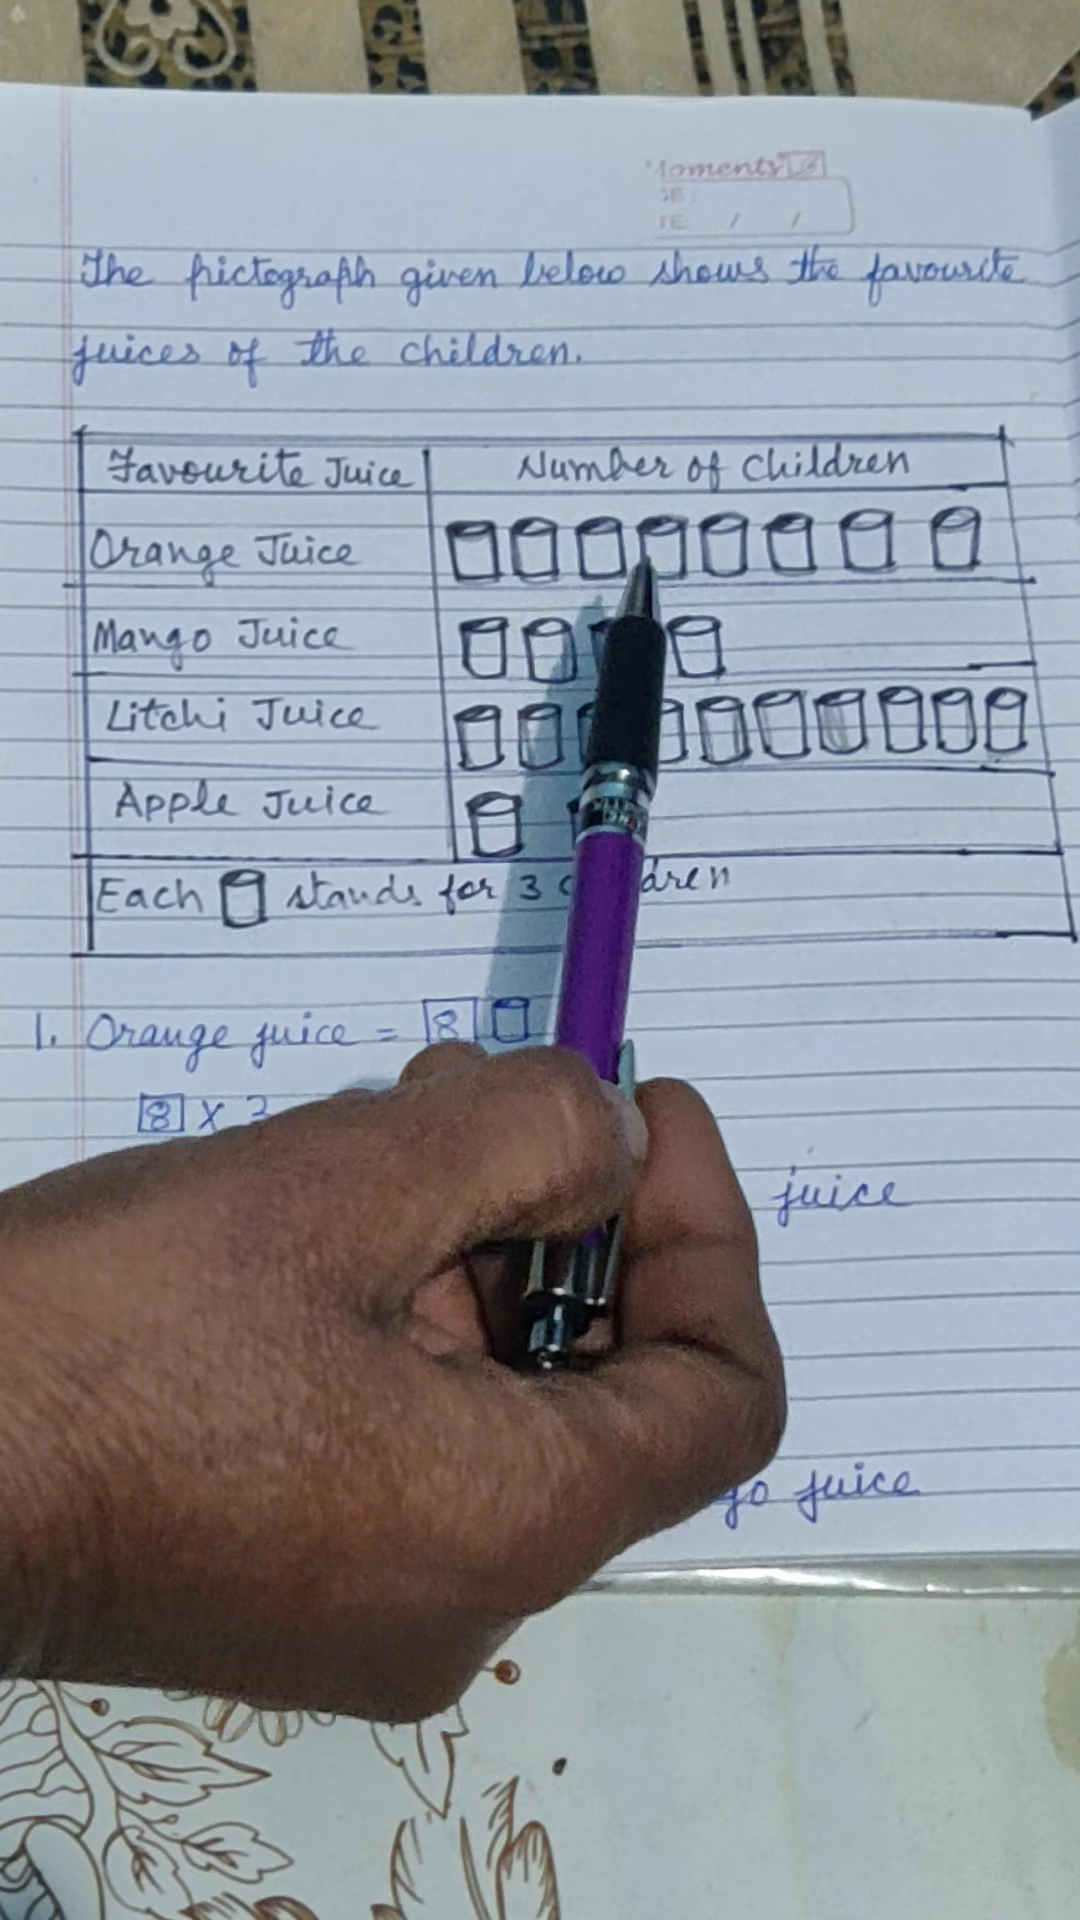 Moments
The pictograph given below shows the favourite
juices of the children.
Favourite Juice Number of Children
Orange Juice
Mango Juice
Litchi Juice
Apple Juice
Each stands for 3
1. Orange juice = 8
8 x
juice
juice